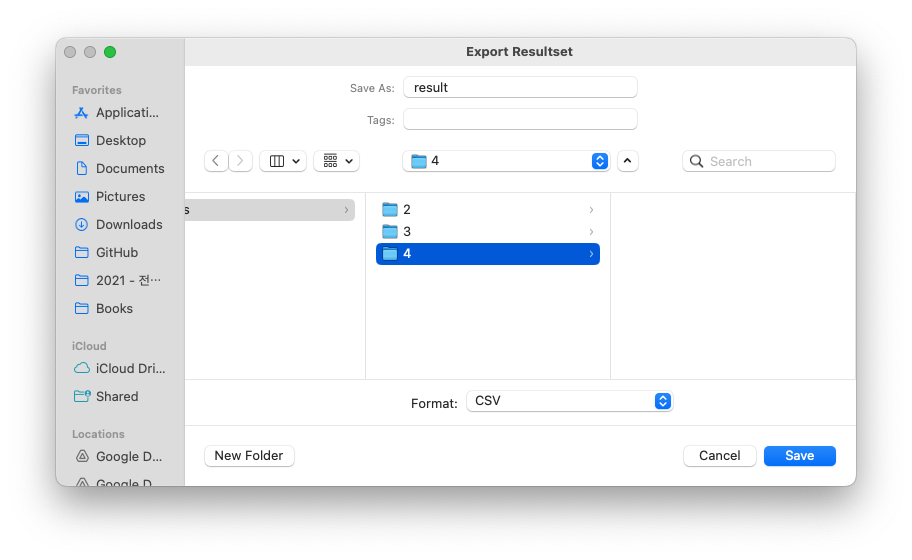 Export Resultset
Favorites
Applicati...
Desktop
Documents
Pictures
Downloads
GitHub
2021 - 전...
Books
iCloud
iCloud Dri...
Shared
Locations
Google D...
Google D
Save As: result
Tags:
4
Search
s
2
3
4
Format: CSV
New Folder
Cancel
Save